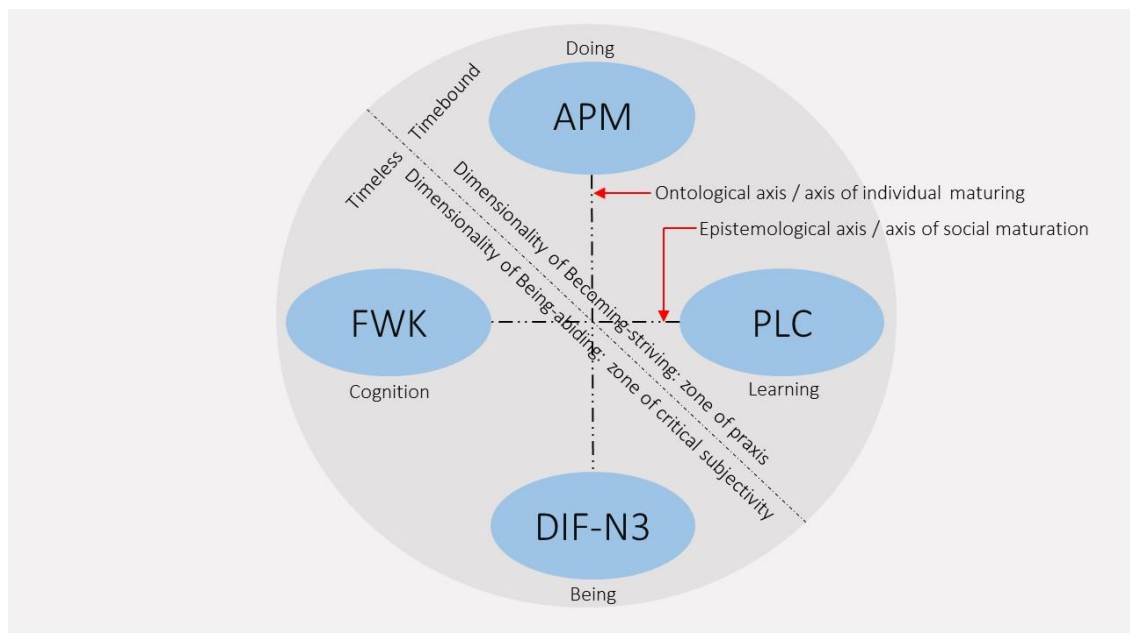 Doing
APM
Timebound
Timeless
Dimensionality of Becoming-striving: zone of praxis
Dimensionality of Being-abiding: zone of critical subjectivity
Ontological axis / axis of individual maturing
Epistemological axis / axis of social maturation
FWK
Cognition
PLC
Learning
DIF-N3
Being